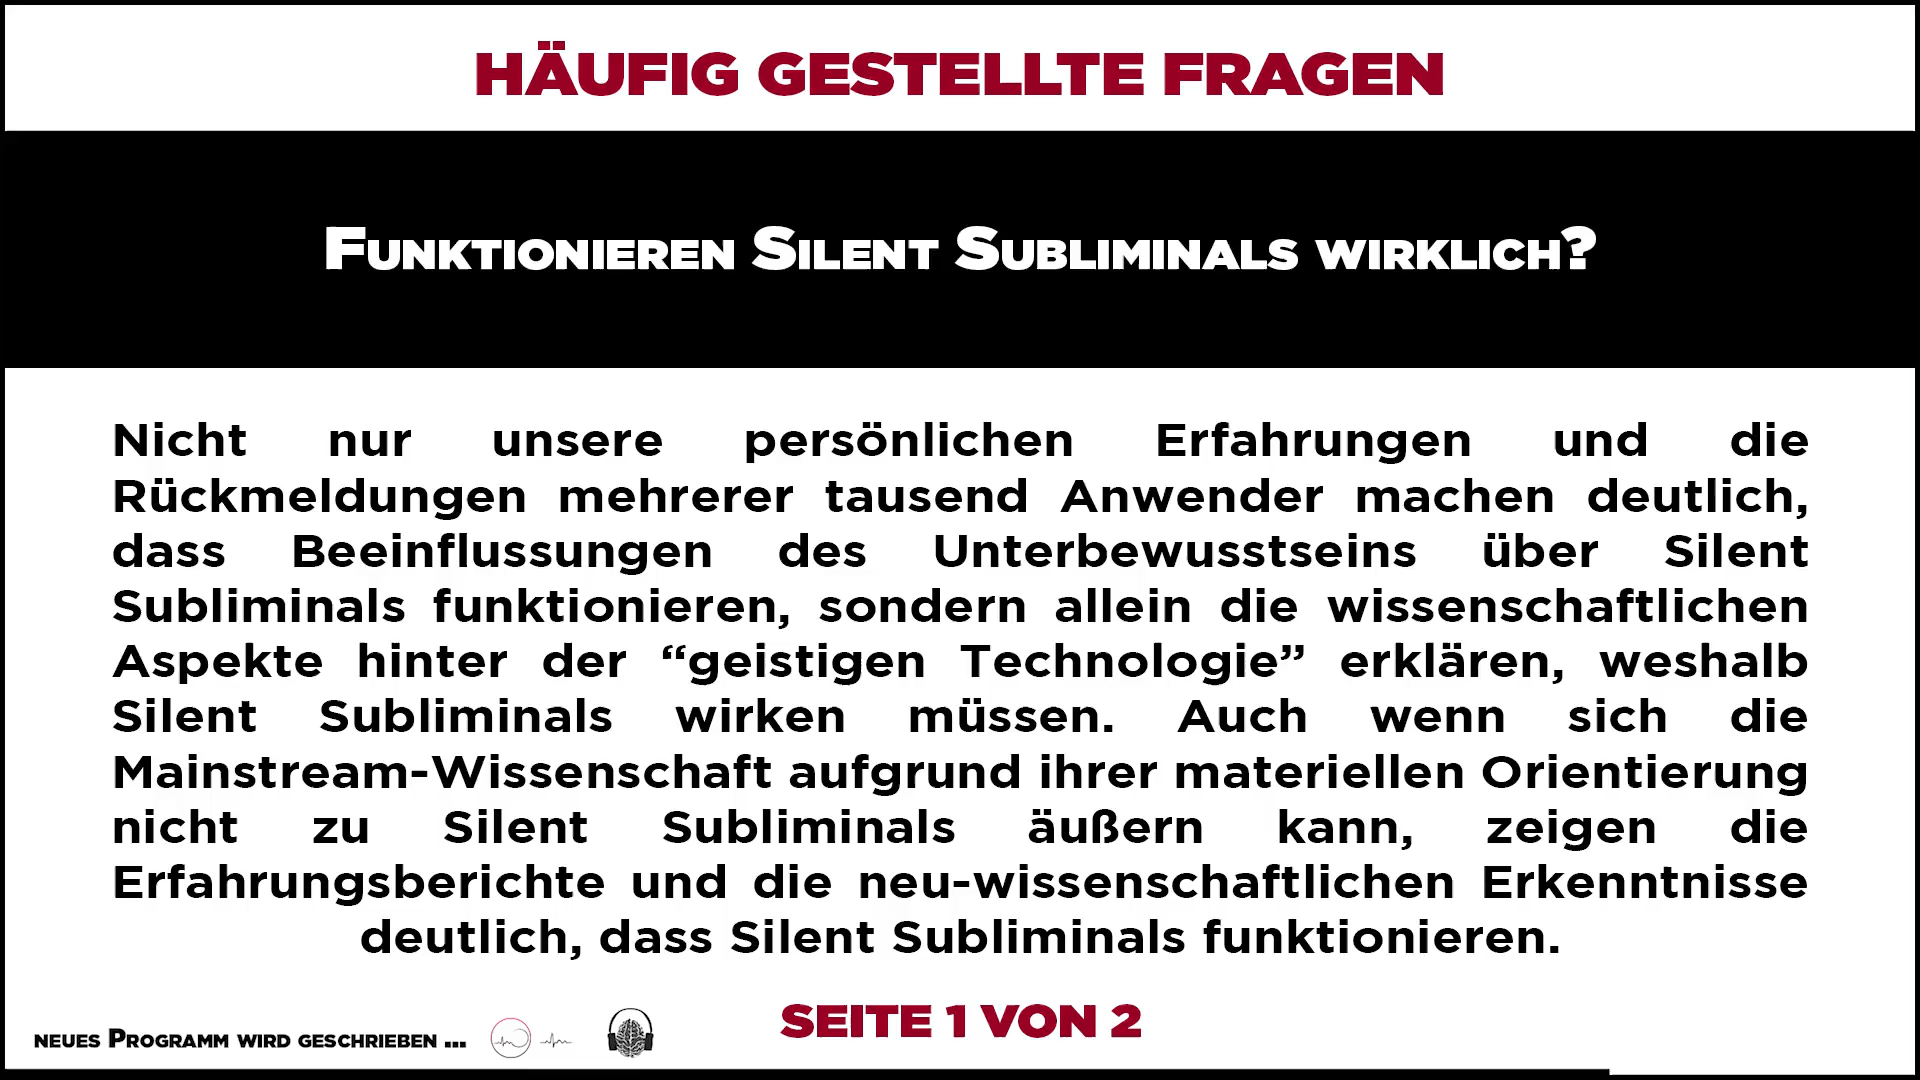 HÄUFIG GESTELLTE FRAGEN
FUNKTIONIEREN SILENT SUBLIMINALS WIRKLICH?
Nicht nur unsere persönlichen Erfahrungen und die
Rückmeldungen mehrerer tausend Anwender machen deutlich,
dass Beeinflussungen des Unterbewusstseins über Silent
Subliminals funktionieren, sondern allein die wissenschaftlichen
Aspekte hinter der “geistigen Technologie” erklären, weshalb
Silent Subliminals wirken müssen. Auch wenn sich die
Mainstream-Wissenschaft aufgrund ihrer materiellen Orientierung
nicht zu Silent Subliminals äußern kann, zeigen die
Erfahrungsberichte und die neu-wissenschaftlichen Erkenntnisse
deutlich, dass Silent Subliminals funktionieren.
SEITE 1 VON 2
NEUES PROGRAMM WIRD GESCHRIEBEN ...